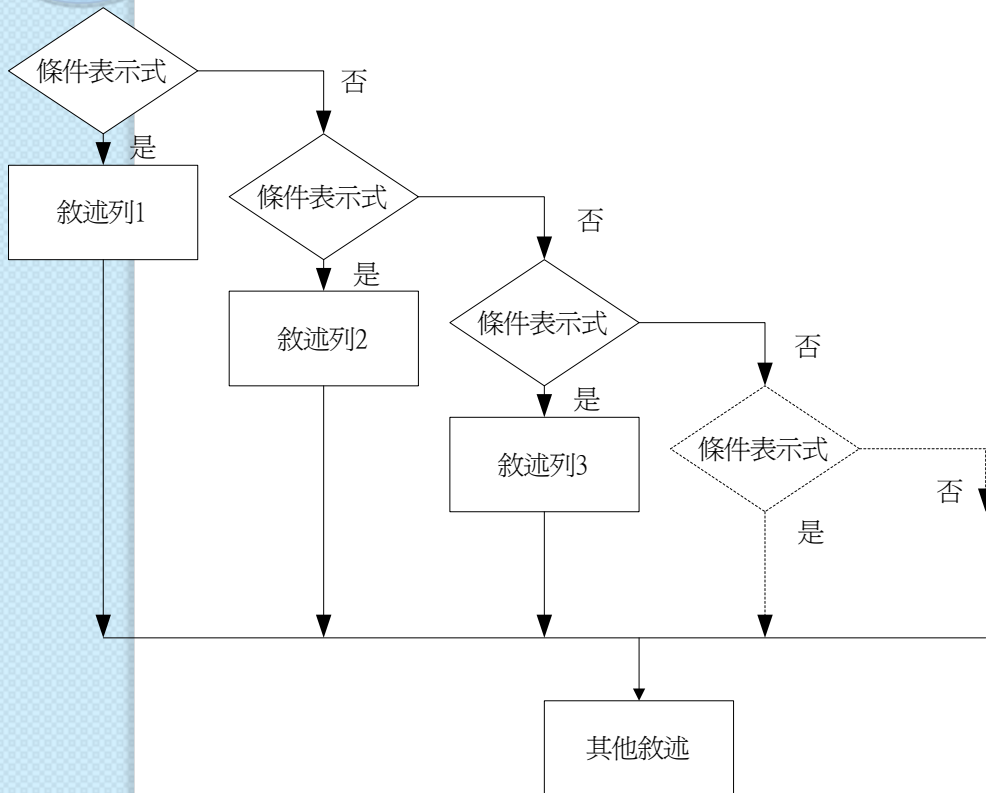 條件表示式
否
是
敘述列1
條件表示式
否
是
敘述列2
條件表示式
否
是
敘述列3
條件表示式
否
是
其他敘述